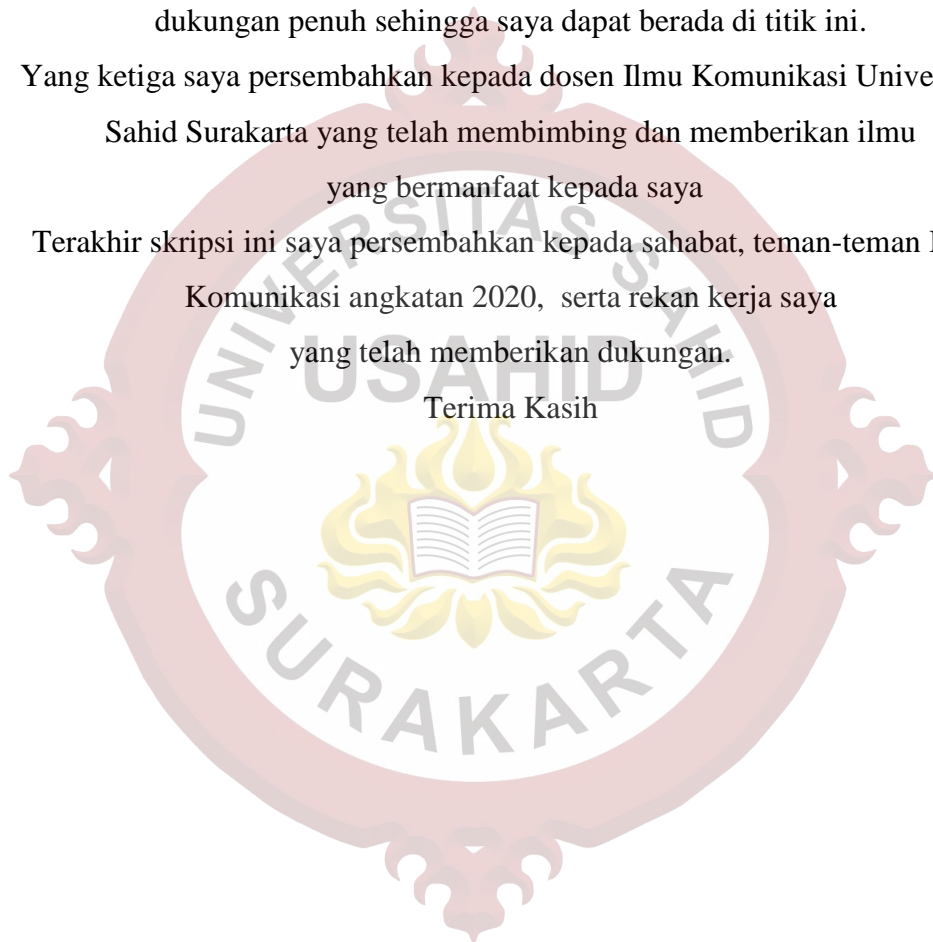 dukungan penuh sehingga saya dapat berada di titik ini.
Yang ketiga saya persembahkan kepada dosen Ilmu Komunikasi
Sahid Surakarta yang telah membimbing dan memberikan ilmu
yang bermanfaat kepada saya
Terakhir skripsi ini saya persembahkan kepada sahabat, teman-teman
Komunikasi angkatan 2020, serta rekan kerja saya
yang telah memberikan dukungan.
Terima Kasih
UNIVERSITAS SAHID
USAHID
SURAKARTA